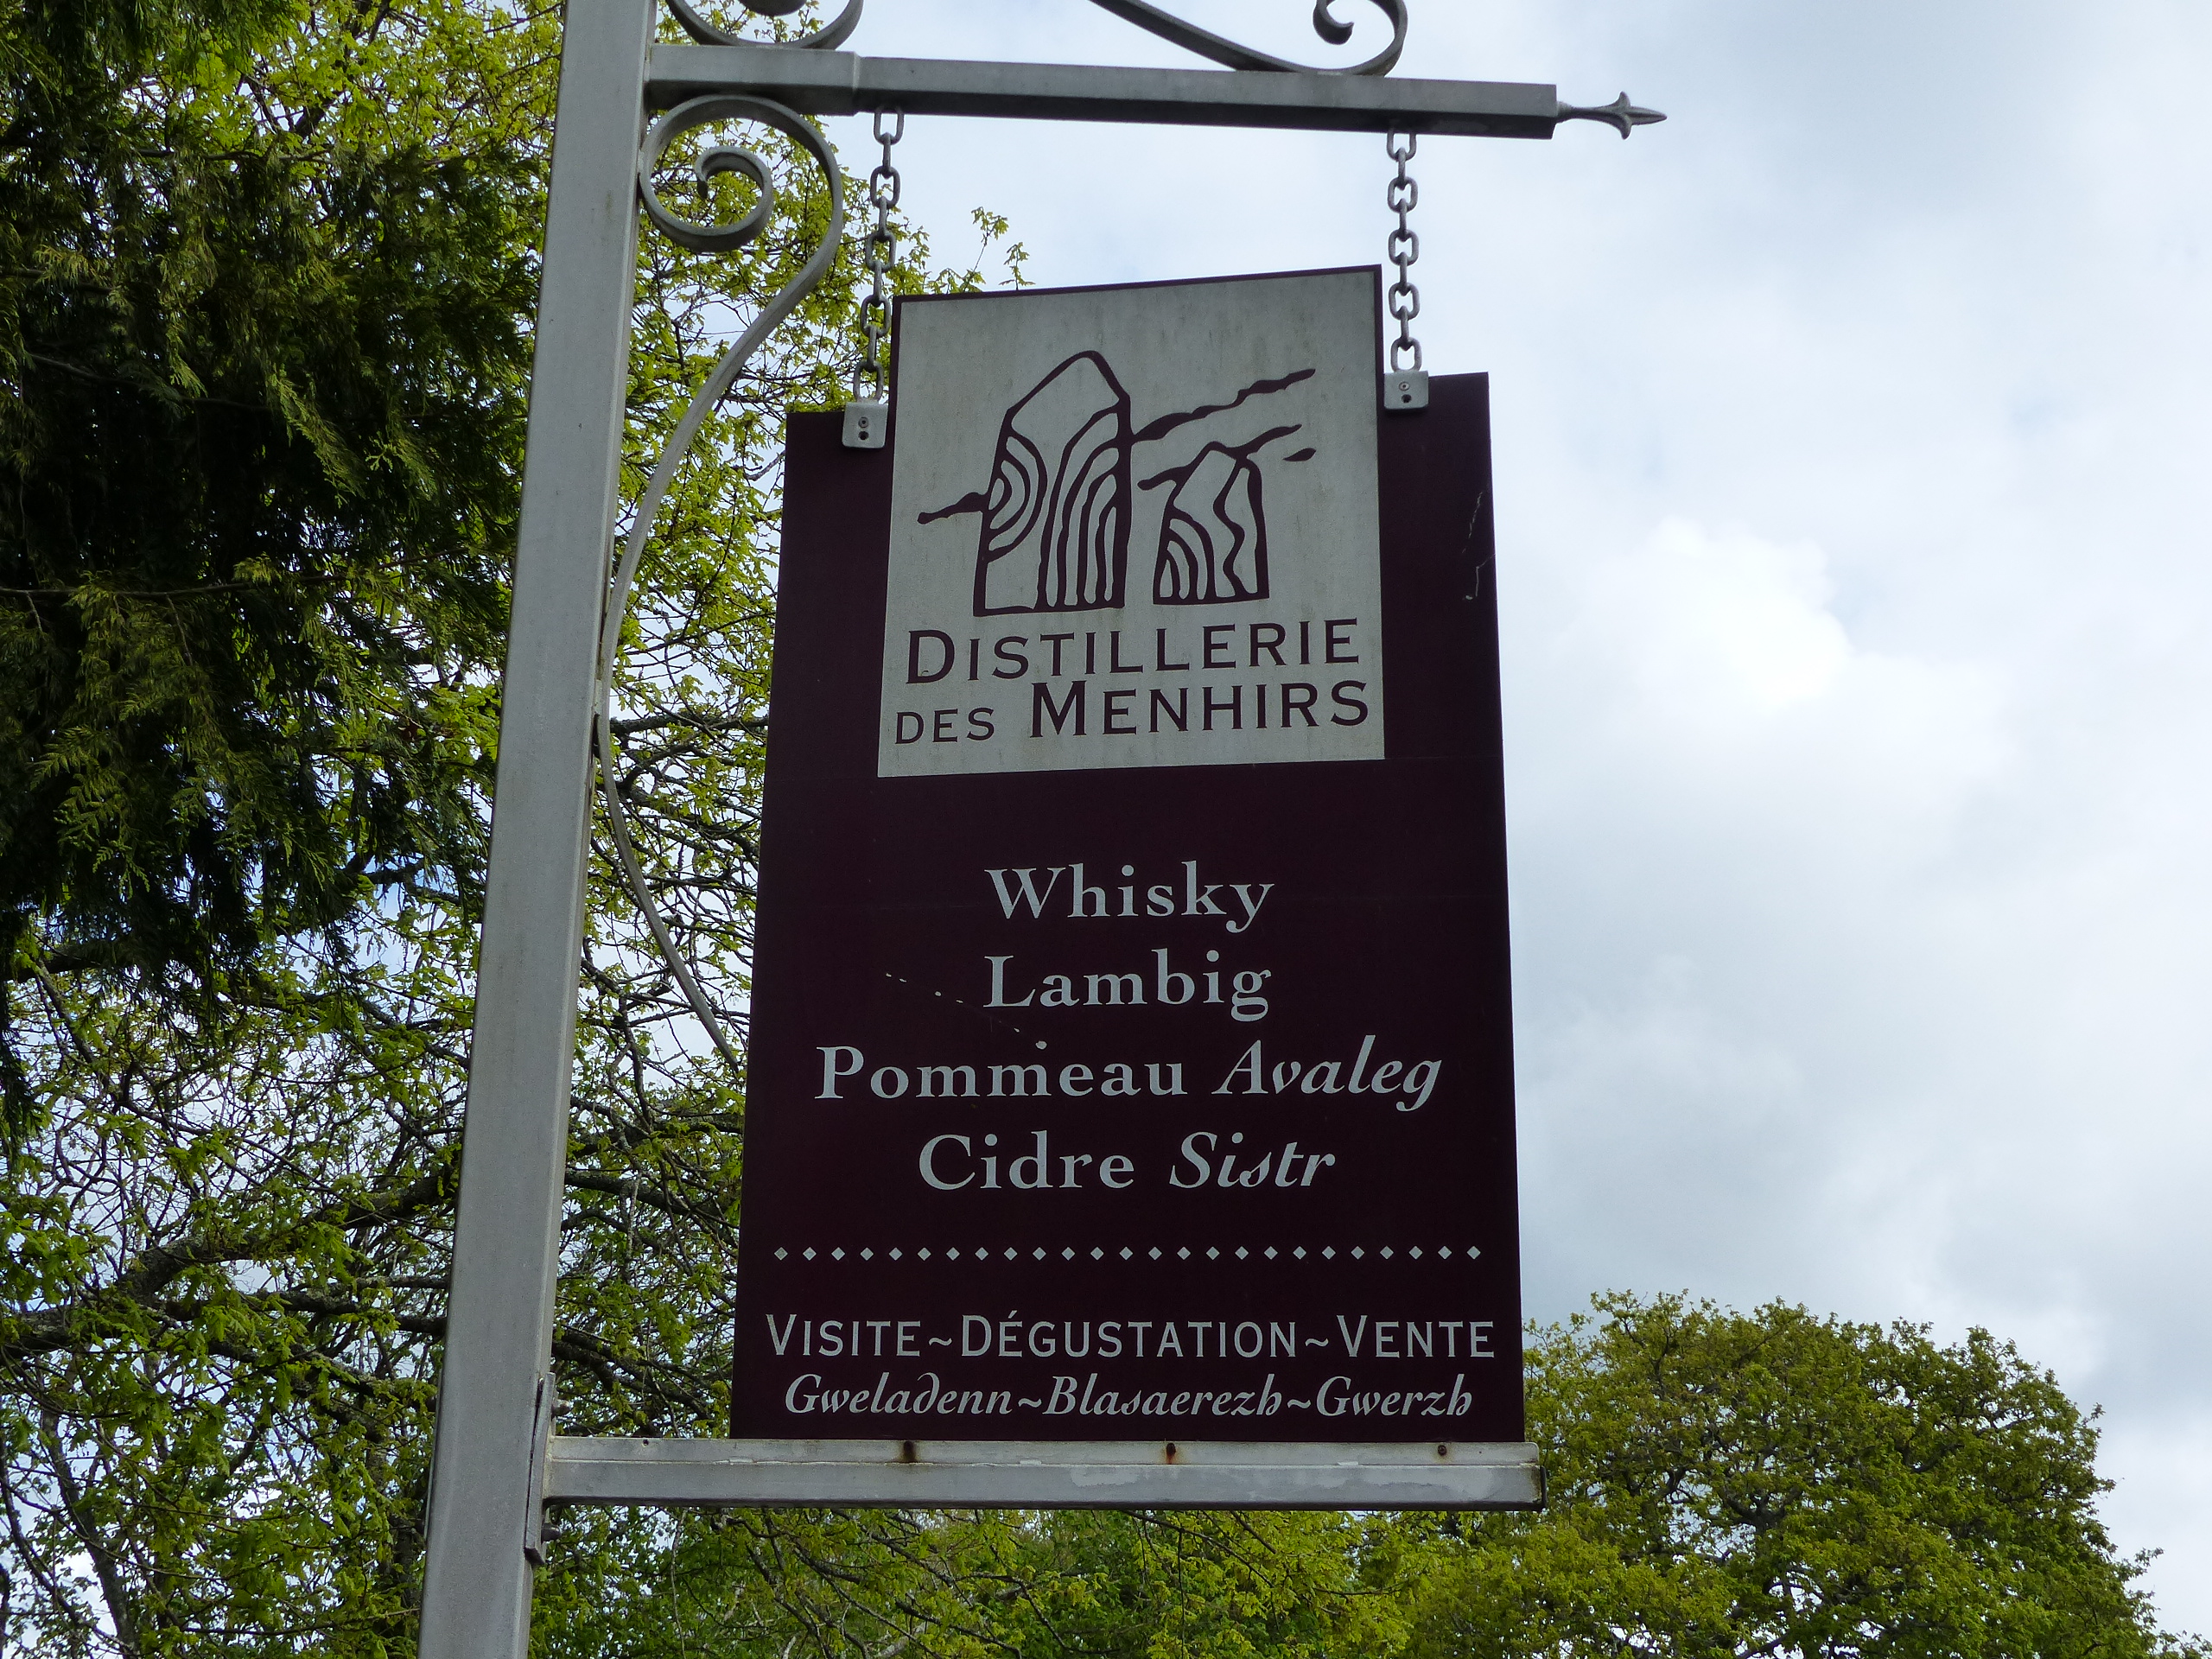 DISTILLERIE
DES MENHIRS
Whisky
Lambig
Pommeau Avaleg
Cidre Sistr
VISITE~DÉGUSTATION~VENTE
Gweladenn~Blasaerezh~Gwerzh